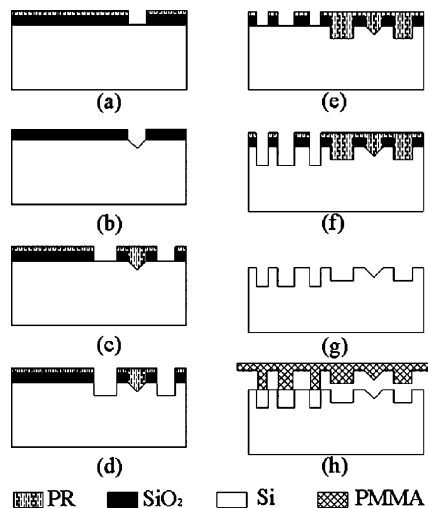 (a)
(e)
(b)
(f)
(c)
(g)
(d)
(h)
PR SiO₂ Si PMMA